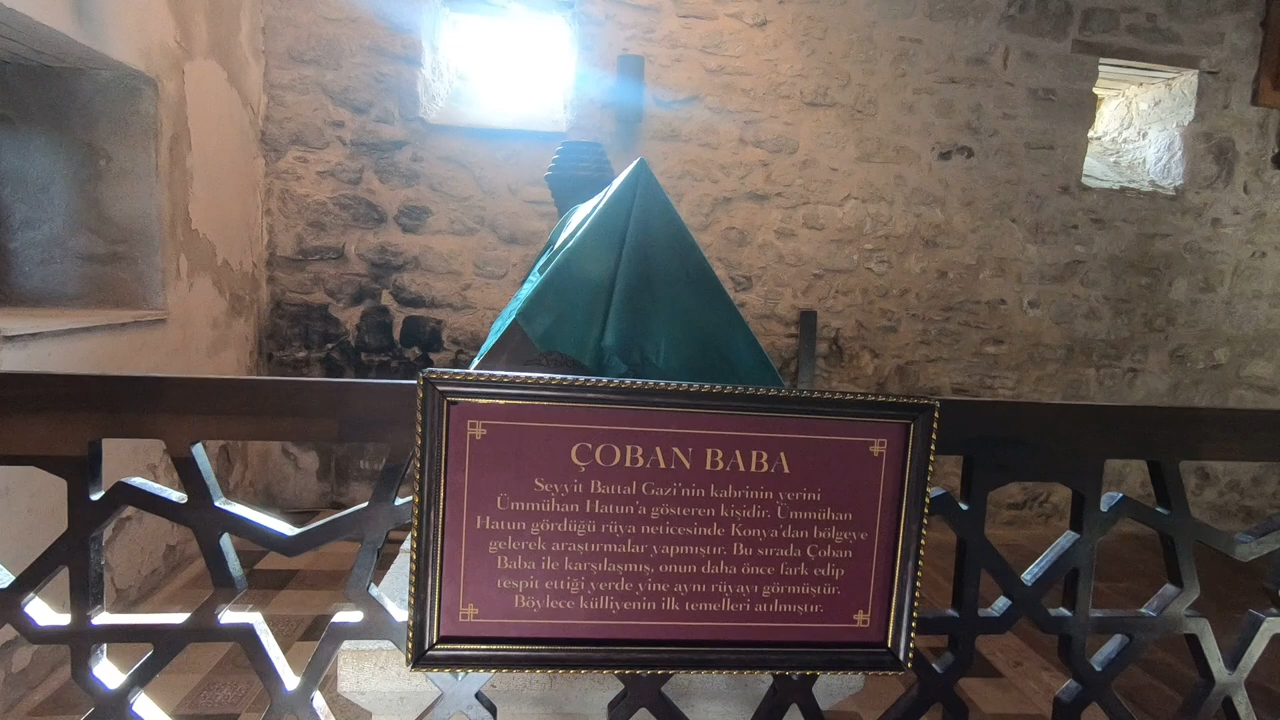 ÇOBAN BABA
Seyyit Battal Gazi'nin kabrinin yerini
Ümmühan Hatun'a gösteren kişidir. Ümmühan
Hatun gördüğü rüya neticesinde Konya'dan bölgeye
gelerek araştırmalar yapmıştır. Bu sırada Çoban
Baba ile karşılaşmış, onun daha önce fark edip
tespit ettiği yerde yine aynı rüyayı görmüştür.
Böylece külliyenin ilk temelleri atılmıştır.